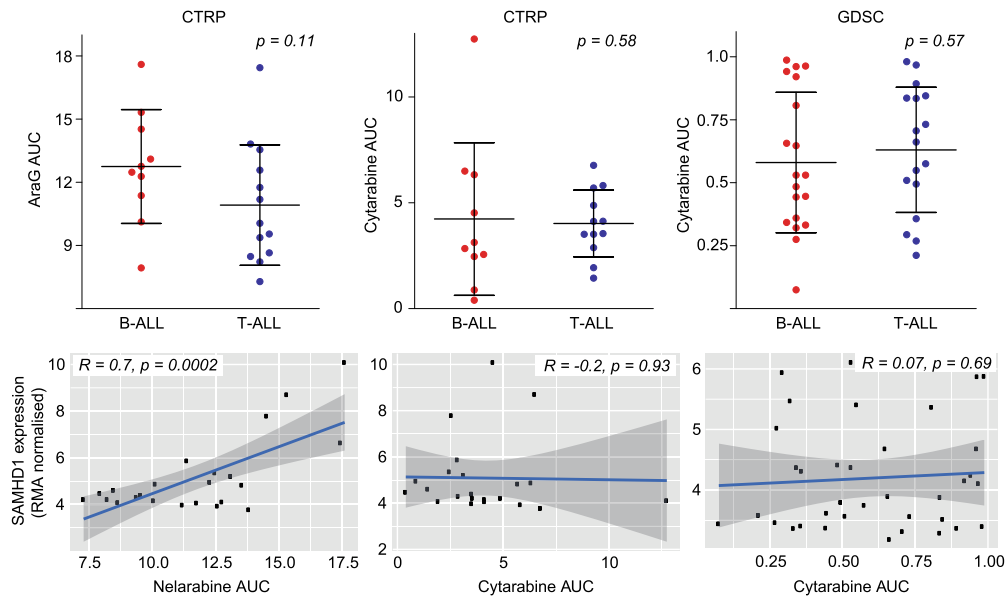 CTRP
p = 0.11
AraG AUC
18
15
12
9
B-ALL
T-ALL
CTRP
p = 0.58
Cytarabine AUC
10
5
0
B-ALL
T-ALL
GDSC
p = 0.57
Cytarabine AUC
1.0
0.75
0.5
0.25
B-ALL
T-ALL
R = 0.7, p = 0.0002
SAMHD1 expression
(RMA normalised)
10
8
6
4
7.5
10.0
12.5
15.0
17.5
Nelarabine AUC
R = -0.2, p = 0.93
10
8
6
4
2
0
5
10
Cytarabine AUC
R = 0.07, p = 0.69
6
5
4
0.25
0.50
0.75
1.00
Cytarabine AUC